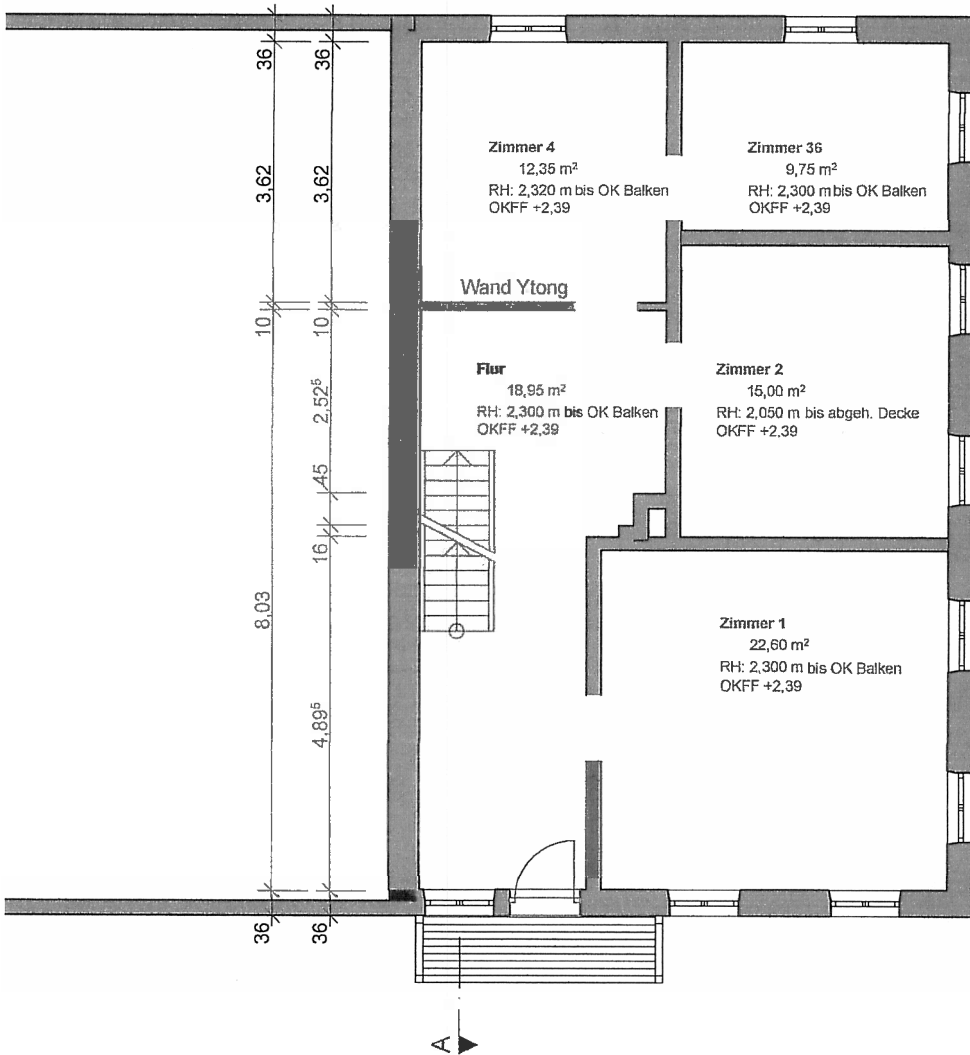 36
36
3,62
3,62
10
10
2,52⁵
,45
16
8,03
4,89⁵
36
36
Zimmer 4
12,35 m²
RH: 2,320 m bis OK Balken
OKFF +2,39
Zimmer 36
9,75 m²
RH: 2,300 m bis OK Balken
OKFF +2,39
Wand Ytong
Flur
18,95 m²
RH: 2,300 m bis OK Balken
OKFF +2,39
Zimmer 2
15,00 m²
RH: 2,050 m bis abgeh. Decke
OKFF +2,39
Zimmer 1
22,60 m²
RH: 2,300 m bis OK Balken
OKFF +2,39
A